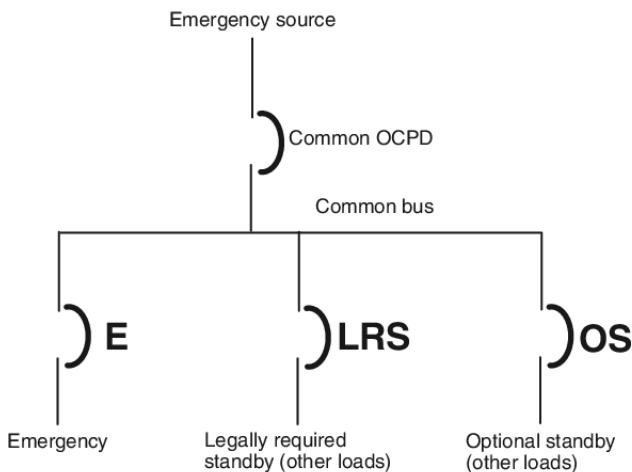 Emergency source
Common OCPD
Common bus
E
LRS
OS
Emergency
Legally required
standby (other loads)
Optional standby
(other loads)